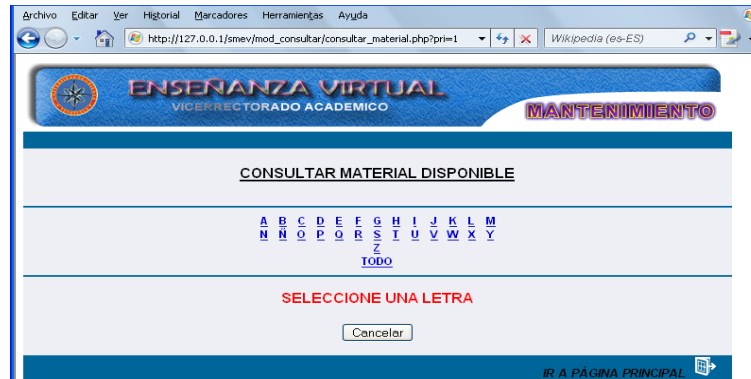 Archivo Editar Ver Historial Marcadores Herramientas Ayuda
http://127.0.0.1/smev/mod_consultar/consultar_material.php?pri=1 Wikipedia (es-ES)
ENSEÑANZA VIRTUAL
VICERRECTORADO ACADEMICO
MANTENIMIENTO
CONSULTAR MATERIAL DISPONIBLE
A B C D E F G H I J K L M
N Ñ O P Q R S T U V W X Y
Z
TODO
SELECCIONE UNA LETRA
Cancelar
IR A PÁGINA PRINCIPAL